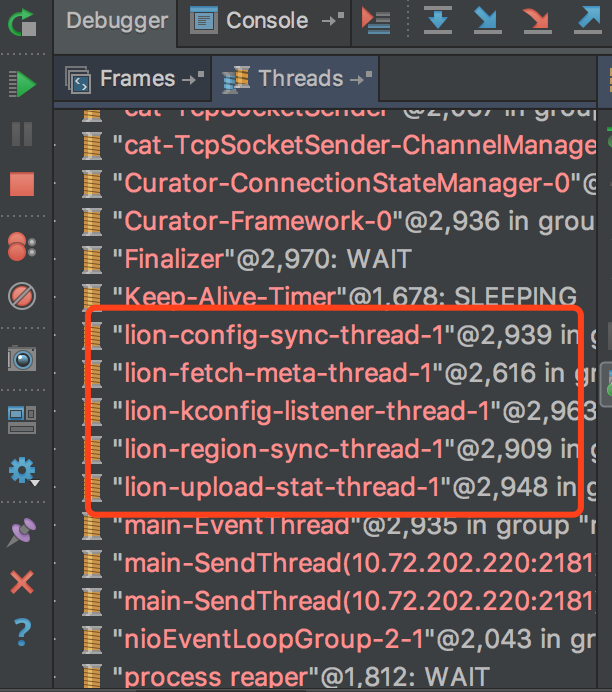 Debugger Console
Frames Threads
"cat-TcpSocketSender"@2,067 in group
"cat-TcpSocketSender-ChannelManage
"Curator-ConnectionStateManager-0"@
"Curator-Framework-0"@2,936 in grou
"Finalizer"@2,970: WAIT
"Keep-Alive-Timer"@1,678: SLEEPING
"lion-config-sync-thread-1"@2,939 in g
"lion-fetch-meta-thread-1"@2,616 in gr
"lion-kconfig-listener-thread-1"@2,963
"lion-region-sync-thread-1"@2,909 in g
"lion-upload-stat-thread-1"@2,948 in g
"main-EventThread"@2,935 in group "n
"main-SendThread(10.72.202.220:2181
"main-SendThread(10.72.202.220:2181
"nioEventLoopGroup-2-1"@2,043 in gro
"process reaper"@1,812: WAIT